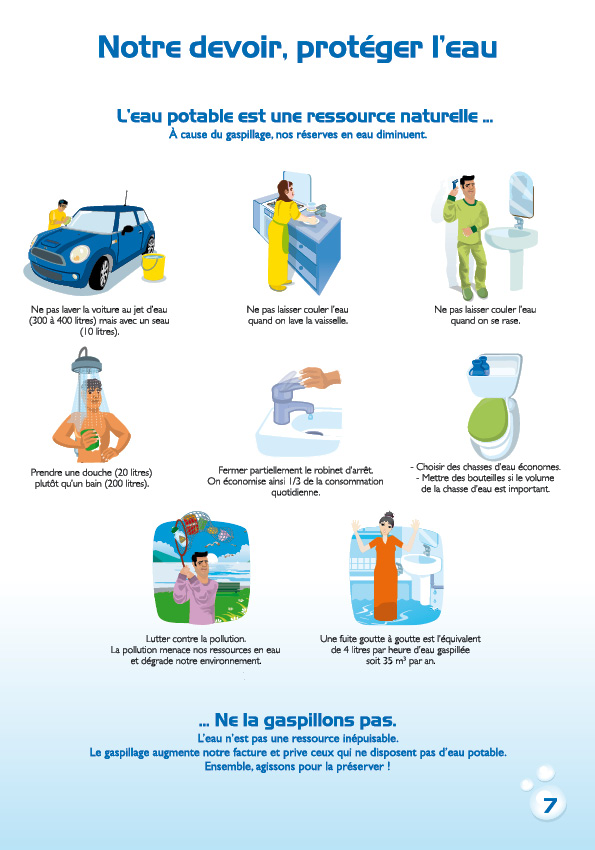 Notre devoir, protéger l'eau
L'eau potable est une ressource naturelle ...
À cause du gaspillage, nos réserves en eau diminuent.
Ne pas laver la voiture au jet d'eau
(300 à 400 litres) mais avec un seau
(10 litres).
Ne pas laisser couler l'eau
quand on lave la vaisselle.
Ne pas laisser couler l'eau
quand on se rase.
Prendre une douche (20 litres)
plutôt qu'un bain (200 litres).
Fermer partiellement le robinet d'arrêt.
On économise ainsi 1/3 de la consommation
quotidienne.
- Choisir des chasses d'eau économes.
- Mettre des bouteilles si le volume
de la chasse d'eau est important.
Lutter contre la pollution.
La pollution menace nos ressources en eau
et dégrade notre environnement.
Une fuite goutte à goutte est l'équivalent
de 4 litres par heure d'eau gaspillée
soit 35 m³ par an.
... Ne la gaspillons pas.
L'eau n'est pas une ressource inépuisable.
Le gaspillage augmente notre facture et prive ceux qui ne disposent pas d'eau potable.
Ensemble, agissons pour la préserver !
7